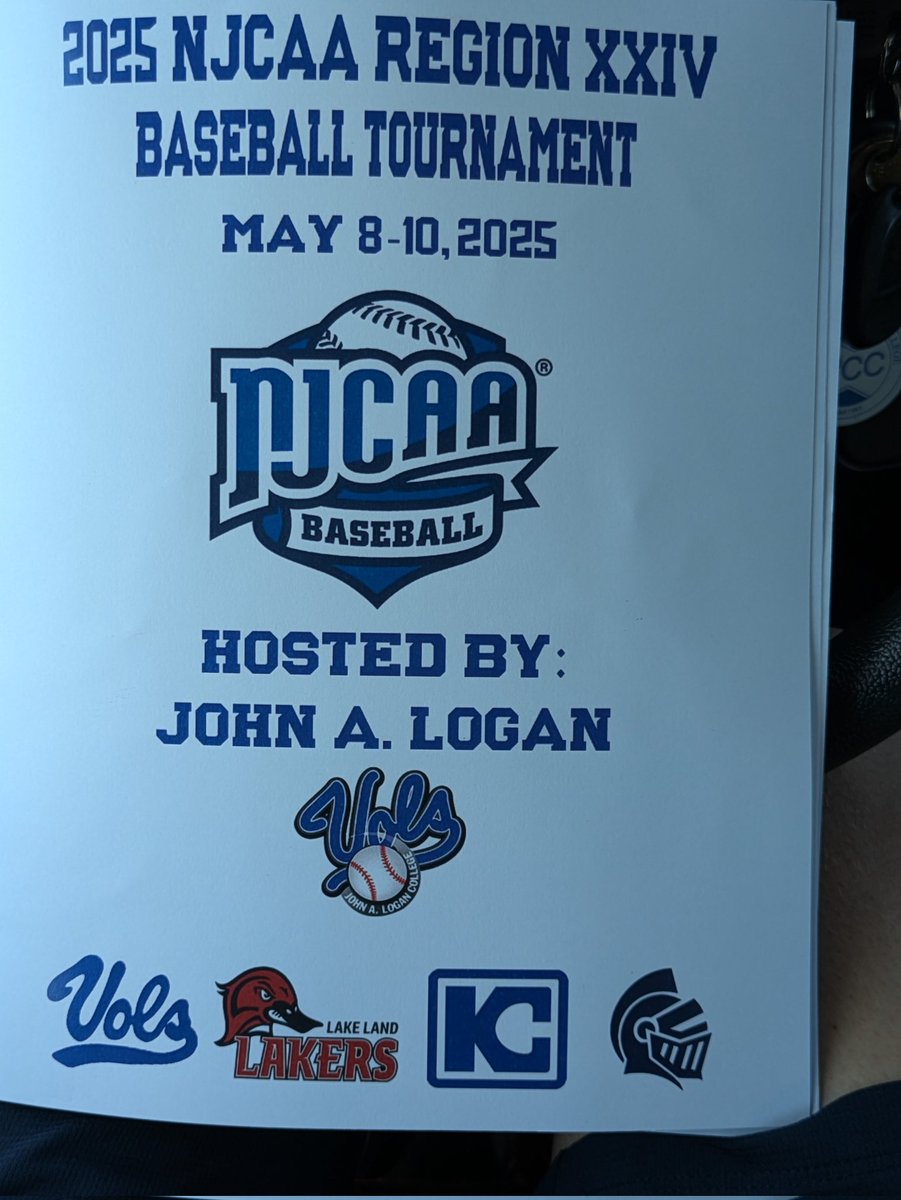 2025 NJCAA REGION XXIV
BASEBALL TOURNAMENT
MAY 8-10, 2025
NJCAA ®
BASEBALL
HOSTED BY:
JOHN A. LOGAN
Vols
JOHN A. LOGAN COLLEGE
Vols
LAKE LAND
LAKERS
KC
CC